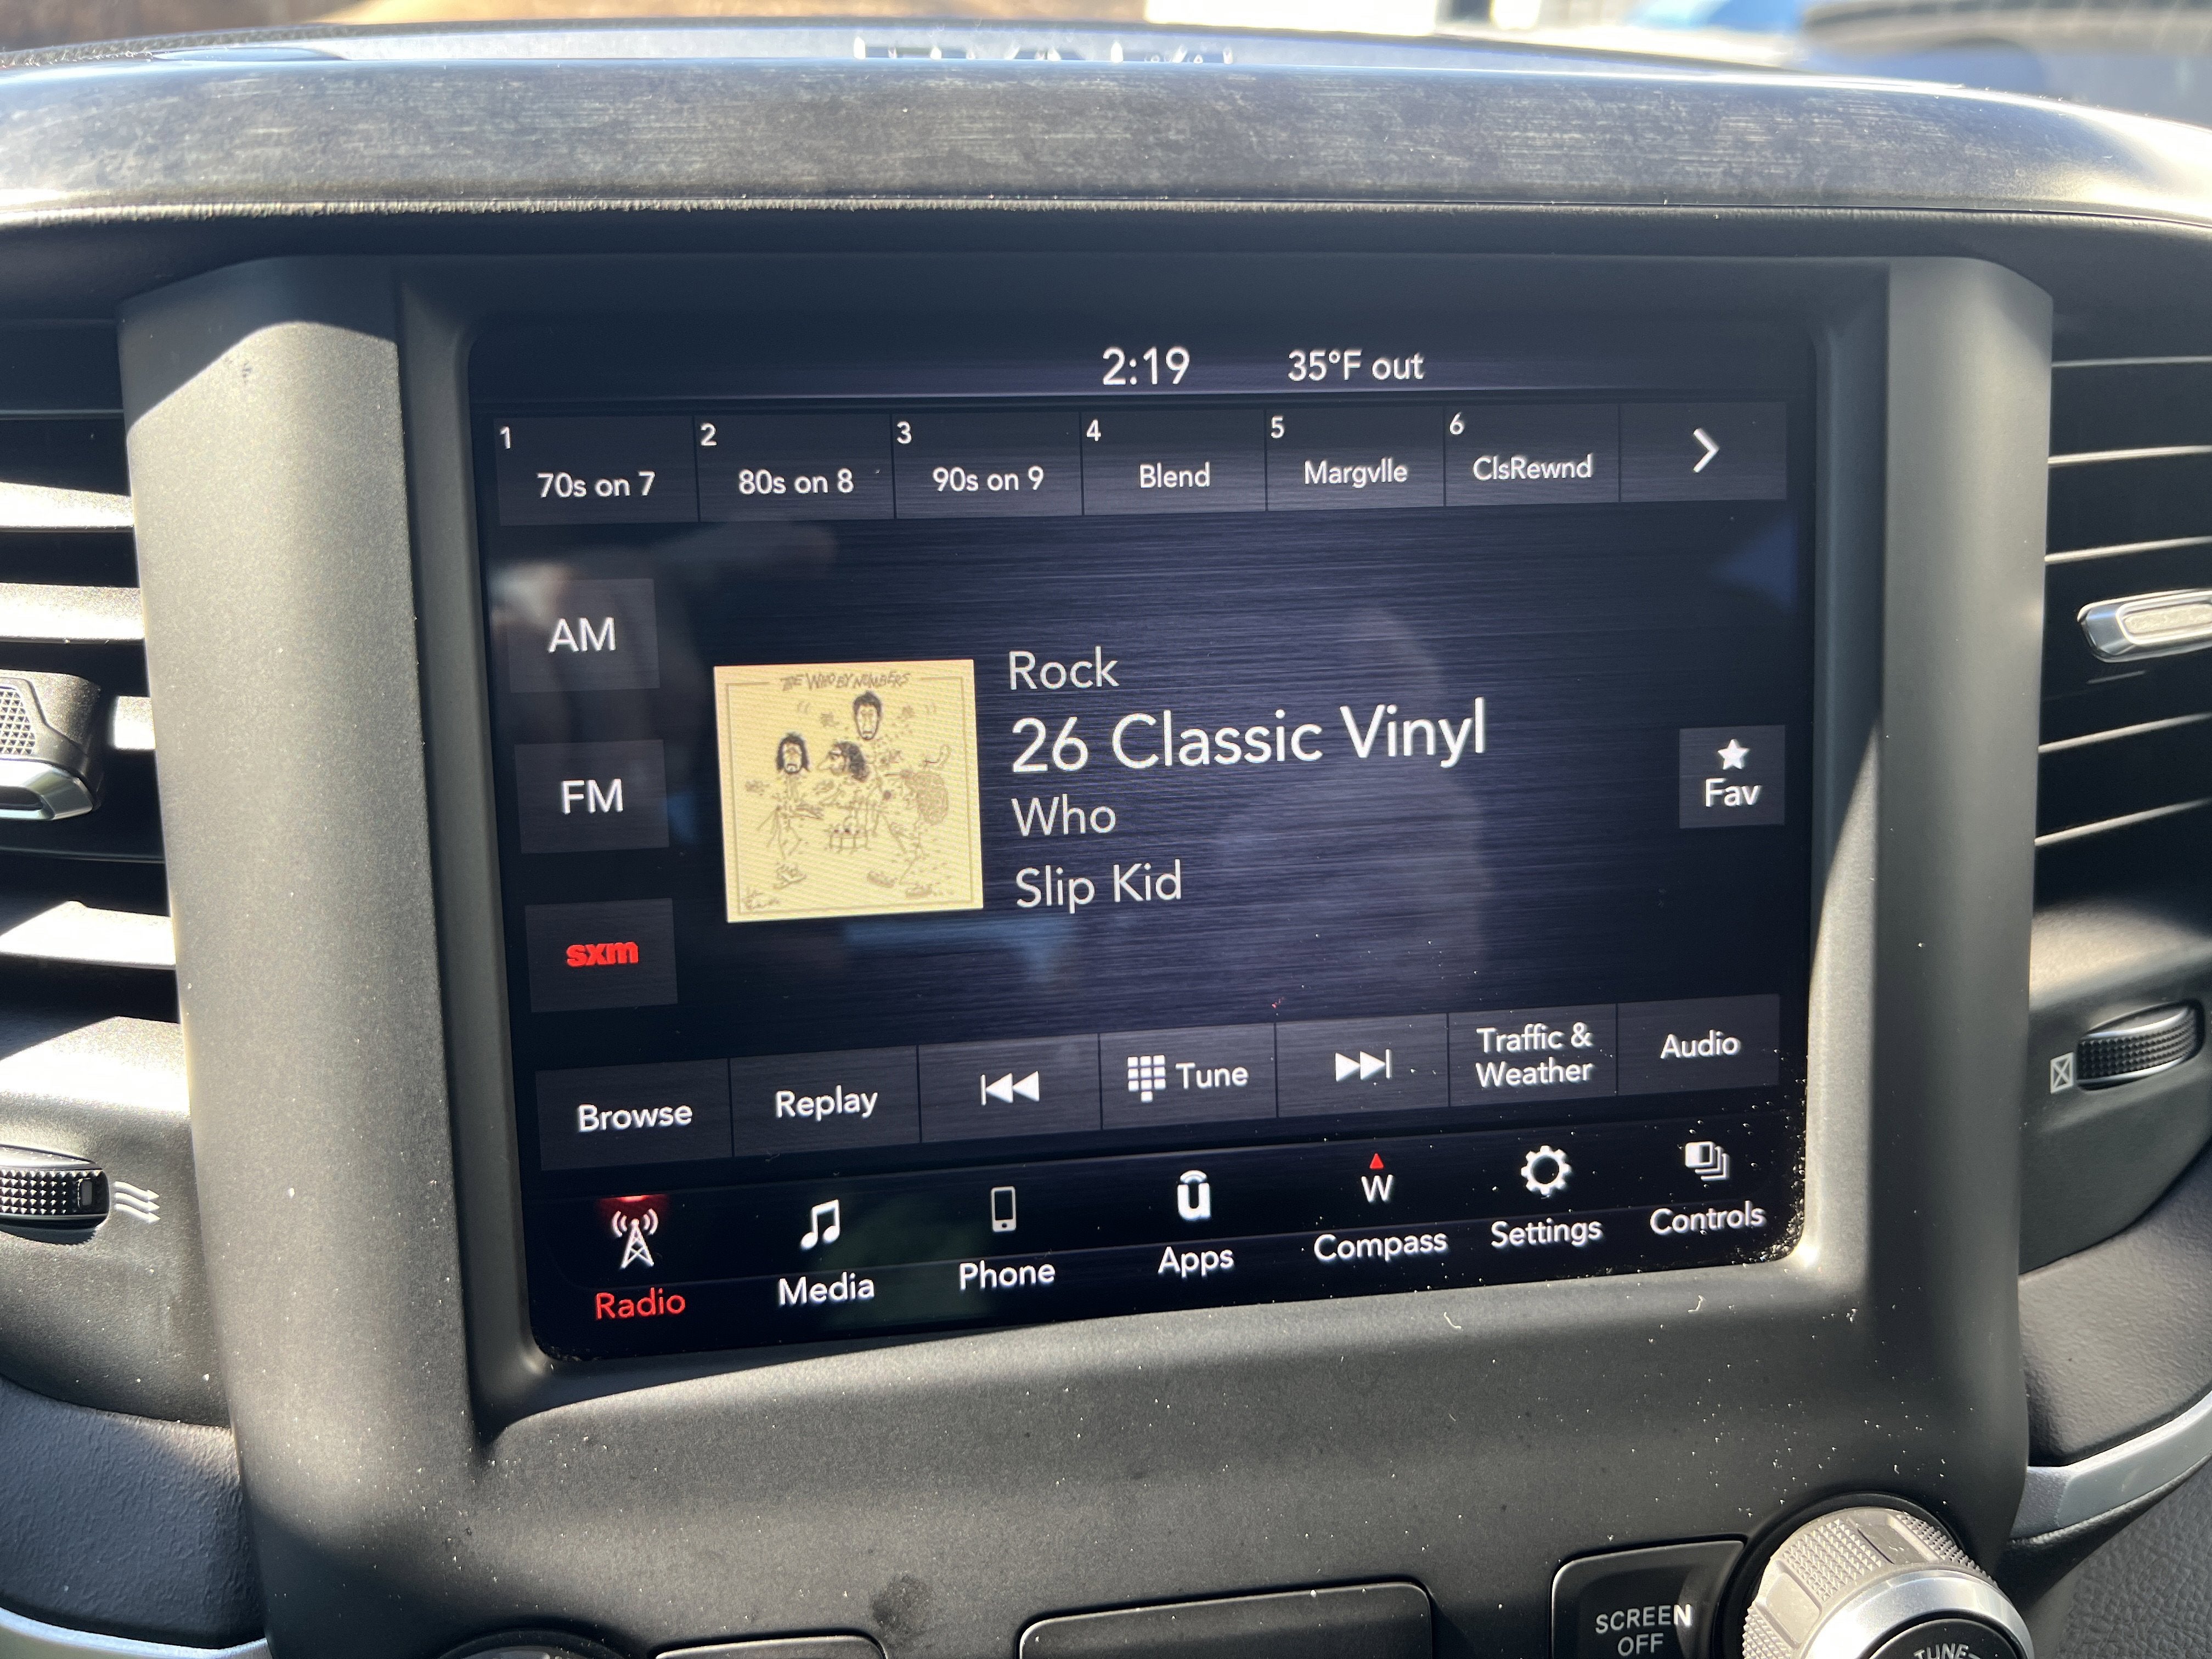 2:19 35°F out
1 2 3 4 5 6
70s on 7 80s on 8 90s on 9 Blend Margvlle ClsRewnd
AM
THE WHO BY NUMBERS
Rock
26 Classic Vinyl
Who
Slip Kid
Fav
FM
sxm
Browse Replay Tune Traffic &
Weather Audio
W
Radio Media Phone Apps Compass Settings Controls
SCREEN
OFF
TUNE